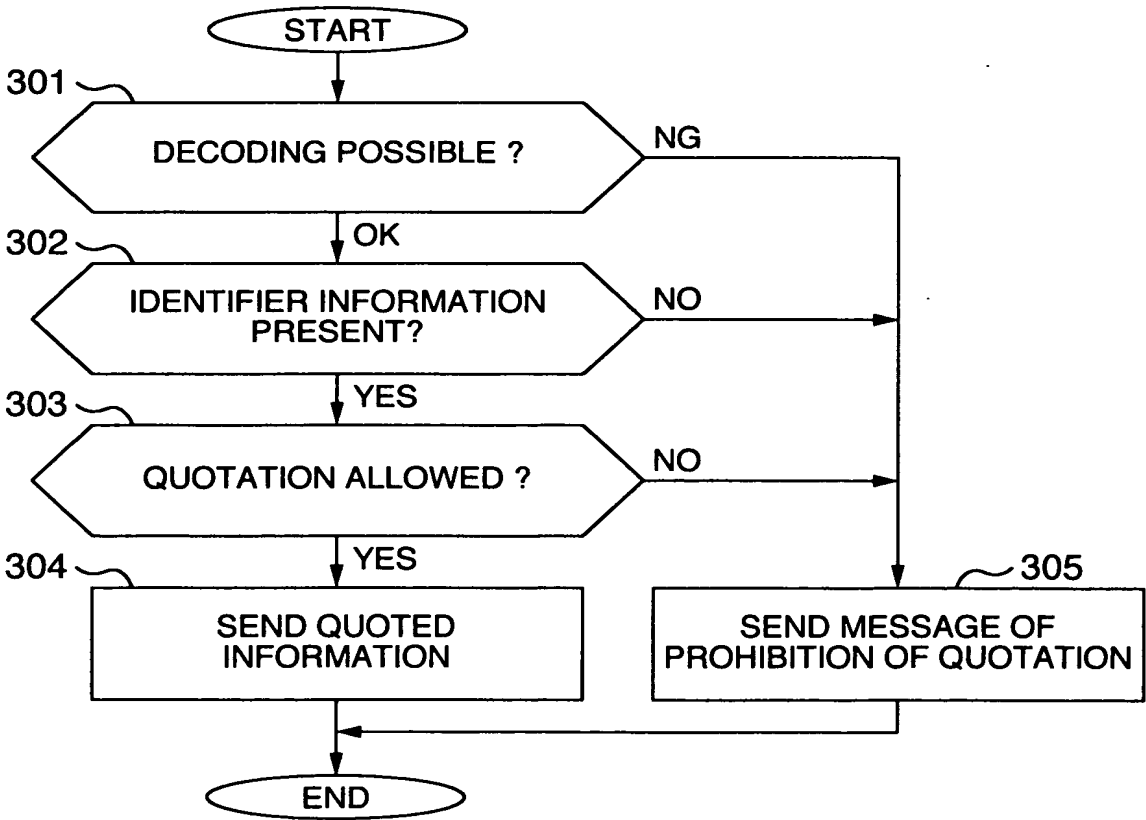 START
301
DECODING POSSIBLE ?
NG
OK
302
IDENTIFIER INFORMATION
PRESENT?
NO
YES
303
QUOTATION ALLOWED ?
NO
YES
304
SEND QUOTED
INFORMATION
305
SEND MESSAGE OF
PROHIBITION OF QUOTATION
END